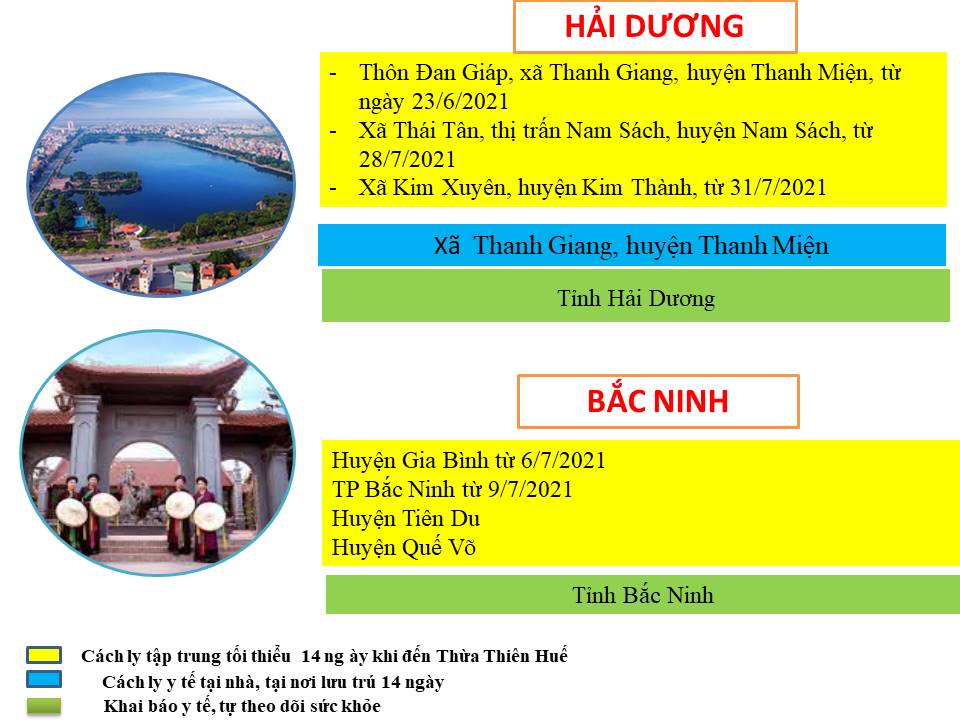 HẢI DƯƠNG
- Thôn Đan Giáp, xã Thanh Giang, huyện Thanh Miện, từ
ngày 23/6/2021
- Xã Thái Tân, thị trấn Nam Sách, huyện Nam Sách, từ
28/7/2021
- Xã Kim Xuyên, huyện Kim Thành, từ 31/7/2021
Xã Thanh Giang, huyện Thanh Miện
Tỉnh Hải Dương
BẮC NINH
Huyện Gia Bình từ 6/7/2021
TP Bắc Ninh từ 9/7/2021
Huyện Tiên Du
Huyện Quế Võ
Tỉnh Bắc Ninh
Cách ly tập trung tối thiểu 14 ng ày khi đến Thừa Thiên Huế
Cách ly y tế tại nhà, tại nơi lưu trú 14 ngày
Khai báo y tế, tự theo dõi sức khỏe